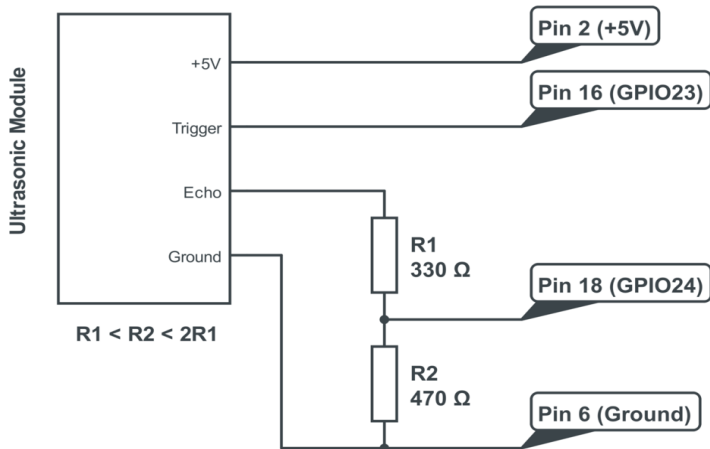 Ultrasonic Module
+5V
Trigger
Echo
Ground
R1 < R2 < 2R1
R1
330 Ω
R2
470 Ω
Pin 2 (+5V)
Pin 16 (GPIO23)
Pin 18 (GPIO24)
Pin 6 (Ground)